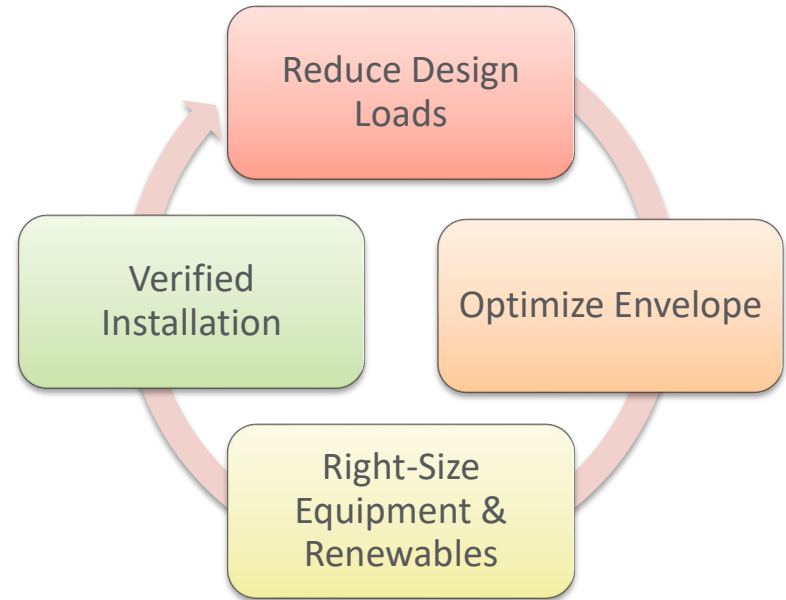 Reduce Design
Loads
Optimize Envelope
Right-Size
Equipment &
Renewables
Verified
Installation